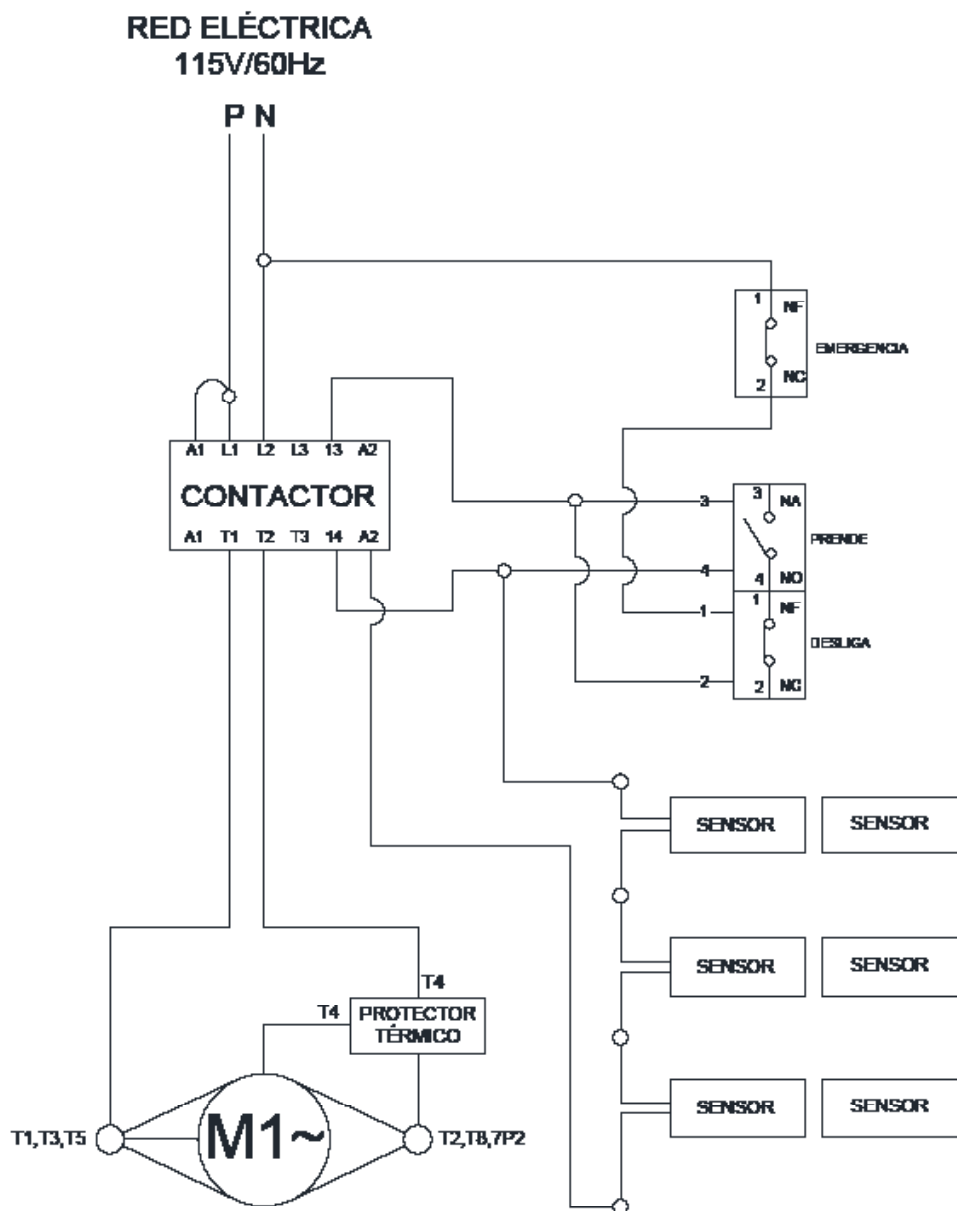 RED ELÉCTRICA
115V/60Hz
P N
1 NF
EMERGENCIA
2 NC
A1 L1 L2 L3 13 A2
CONTACTOR
A1 T1 T2 T3 14 A2
3 3 NA
PRENDE
4 4 NO
1 1 NF
DESLIGA
2 2 NC
SENSOR SENSOR
SENSOR SENSOR
T4
T4 PROTECTOR
TÉRMICO
SENSOR SENSOR
T1,T3,T5 M1~ T2,T8,7P2